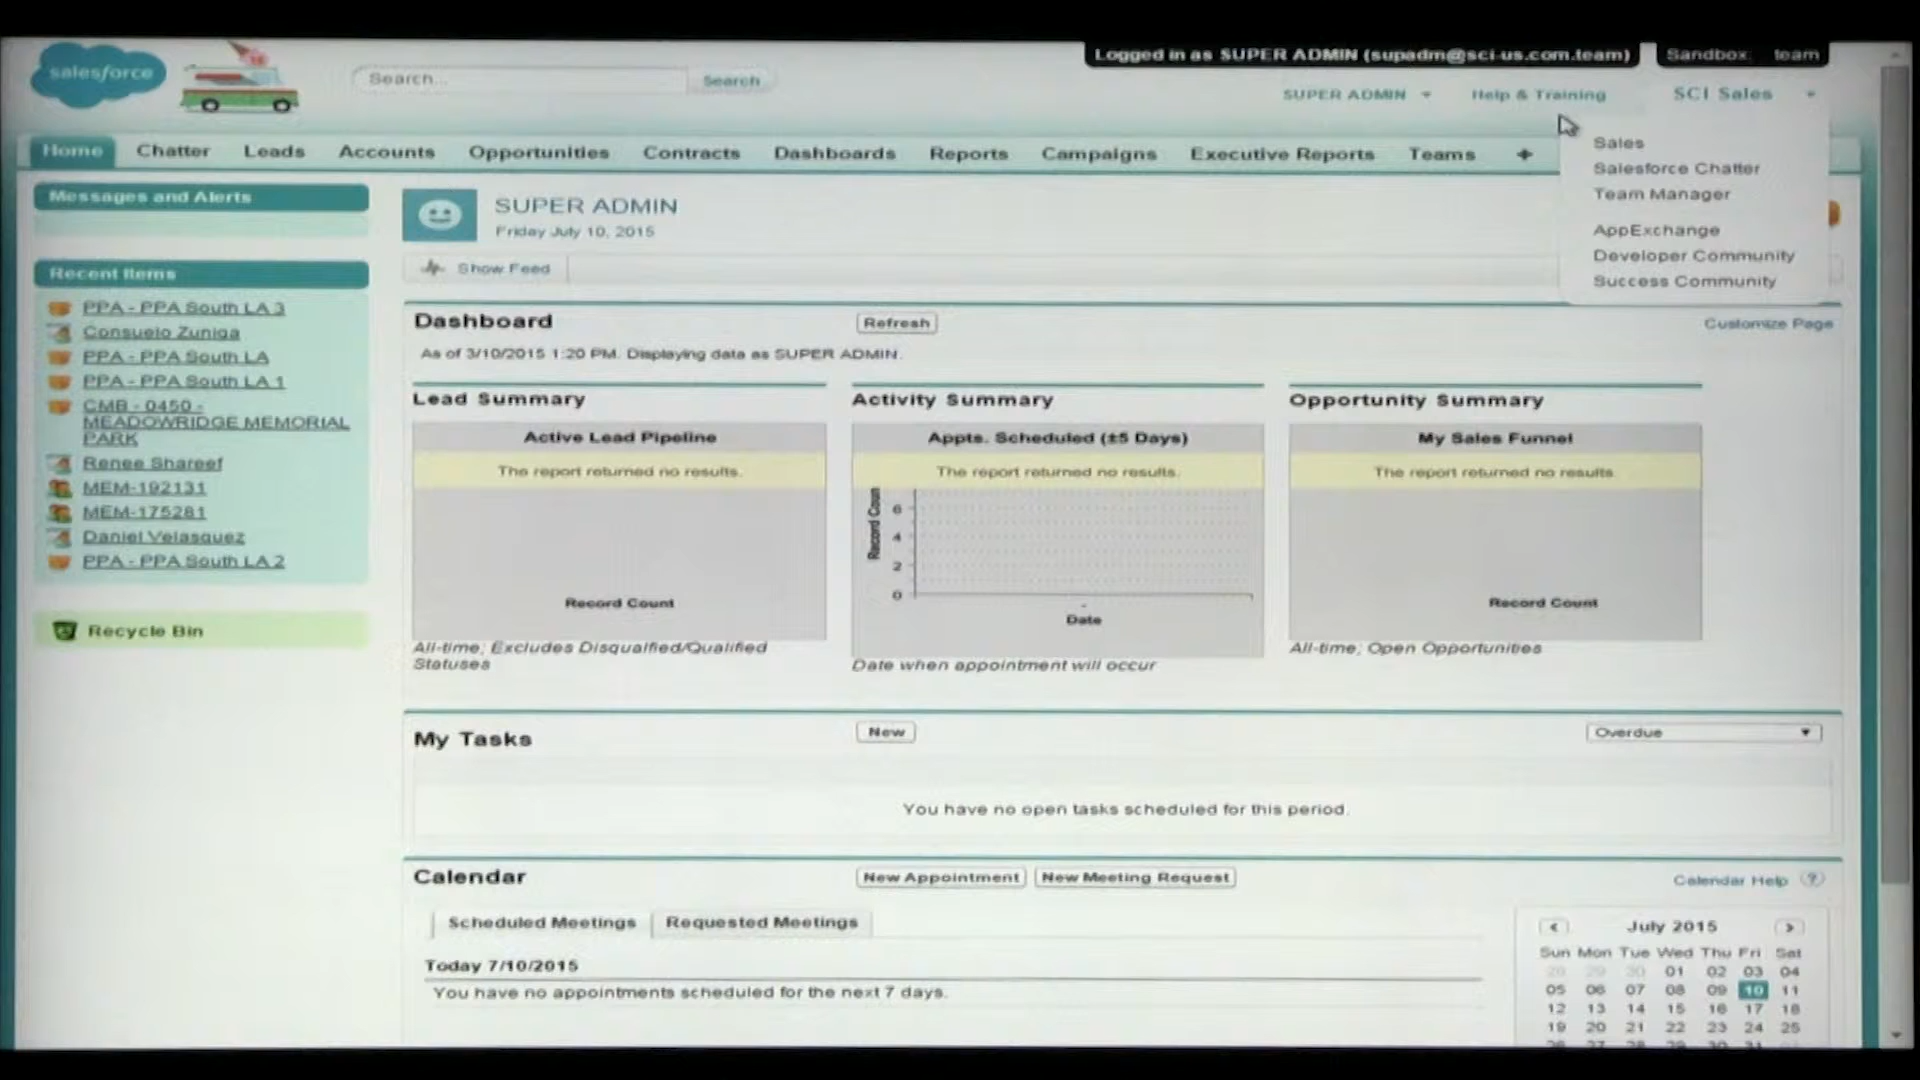 Logged in as SUPER ADMIN (supadm@sci-us.com.team)
Sandbox: team
salesforce
Search...
Search
SUPER ADMIN
Help & Training
SCI Sales
Home
Chatter
Leads
Accounts
Opportunities
Contracts
Dashboards
Reports
Campaigns
Executive Reports
Teams
+
Sales
Salesforce Chatter
Team Manager
AppExchange
Developer Community
Success Community
Messages and Alerts
Recent Items
PPA - PPA South LA 3
Consuelo Zuniga
PPA - PPA South LA
PPA - PPA South LA 1
CMB - 0450 -
MEADOWRIDGE MEMORIAL
PARK
Renee Shareef
MEM-192131
MEM-175281
Daniel Velasquez
PPA - PPA South LA 2
Recycle Bin
SUPER ADMIN
Friday July 10, 2015
Show Feed
Dashboard
Refresh
Customize Page
As of 3/10/2015 1:20 PM. Displaying data as SUPER ADMIN.
Lead Summary
Active Lead Pipeline
The report returned no results.
Record Count
All-time; Excludes Disqualfied/Qualified
Statuses
Activity Summary
Appts. Scheduled (±5 Days)
The report returned no results.
Record Coun
6
4
2
0
-
Date
Date when appointment will occur
Opportunity Summary
My Sales Funnel
The report returned no results.
Record Count
All-time; Open Opportunities
My Tasks
New
Overdue
You have no open tasks scheduled for this period.
Calendar
New Appointment
New Meeting Request
Calendar Help ?
Scheduled Meetings
Requested Meetings
Today 7/10/2015
You have no appointments scheduled for the next 7 days.
July 2015
Sun Mon Tue Wed Thu Fri Sat
28 29 30 01 02 03 04
05 06 07 08 09 10 11
12 13 14 15 16 17 18
19 20 21 22 23 24 25